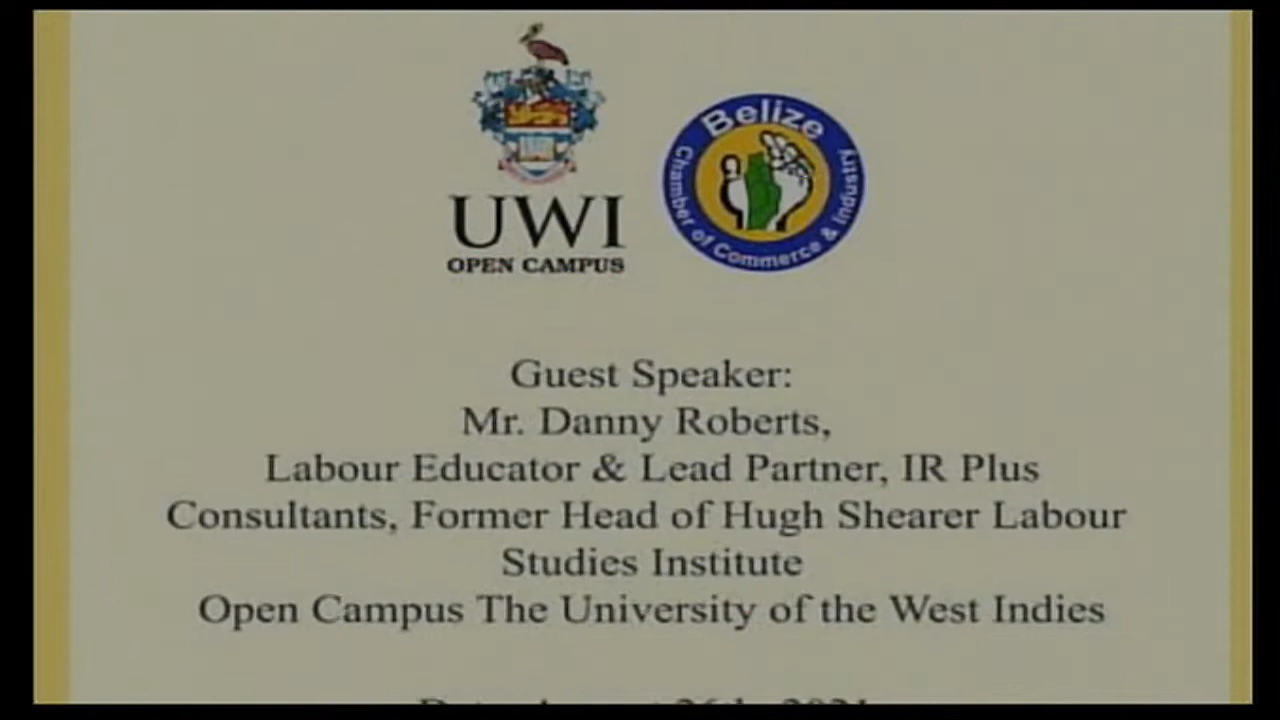 UWI
OPEN CAMPUS
Belize
Chamber of Commerce & Industry
Guest Speaker:
Mr. Danny Roberts,
Labour Educator & Lead Partner, IR Plus
Consultants, Former Head of Hugh Shearer Labour
Studies Institute
Open Campus The University of the West Indies